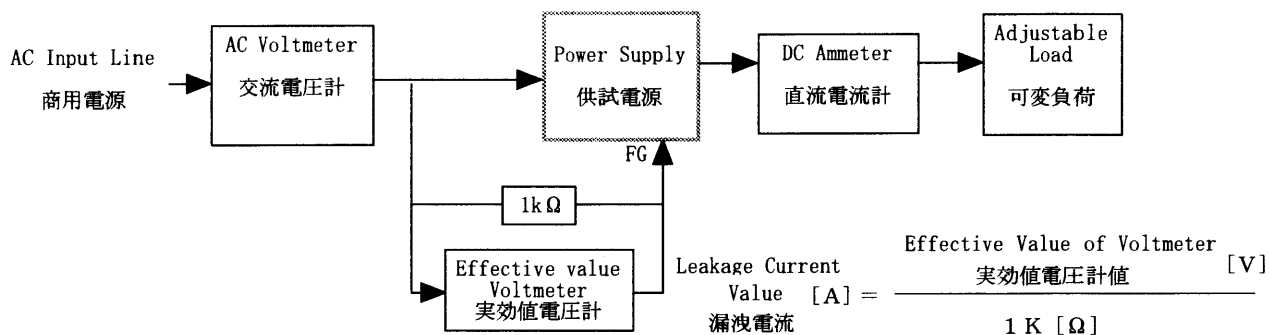 AC Input Line
商用電源
AC Voltmeter
交流電圧計
Power Supply
供試電源
DC Ammeter
直流電流計
Adjustable
Load
可変負荷
FG
1kΩ
Effective value
Voltmeter
実効値電圧計
Leakage Current
Value [A] =
漏洩電流
Effective Value of Voltmeter
実効値電圧計値
[V]
1 K [Ω]